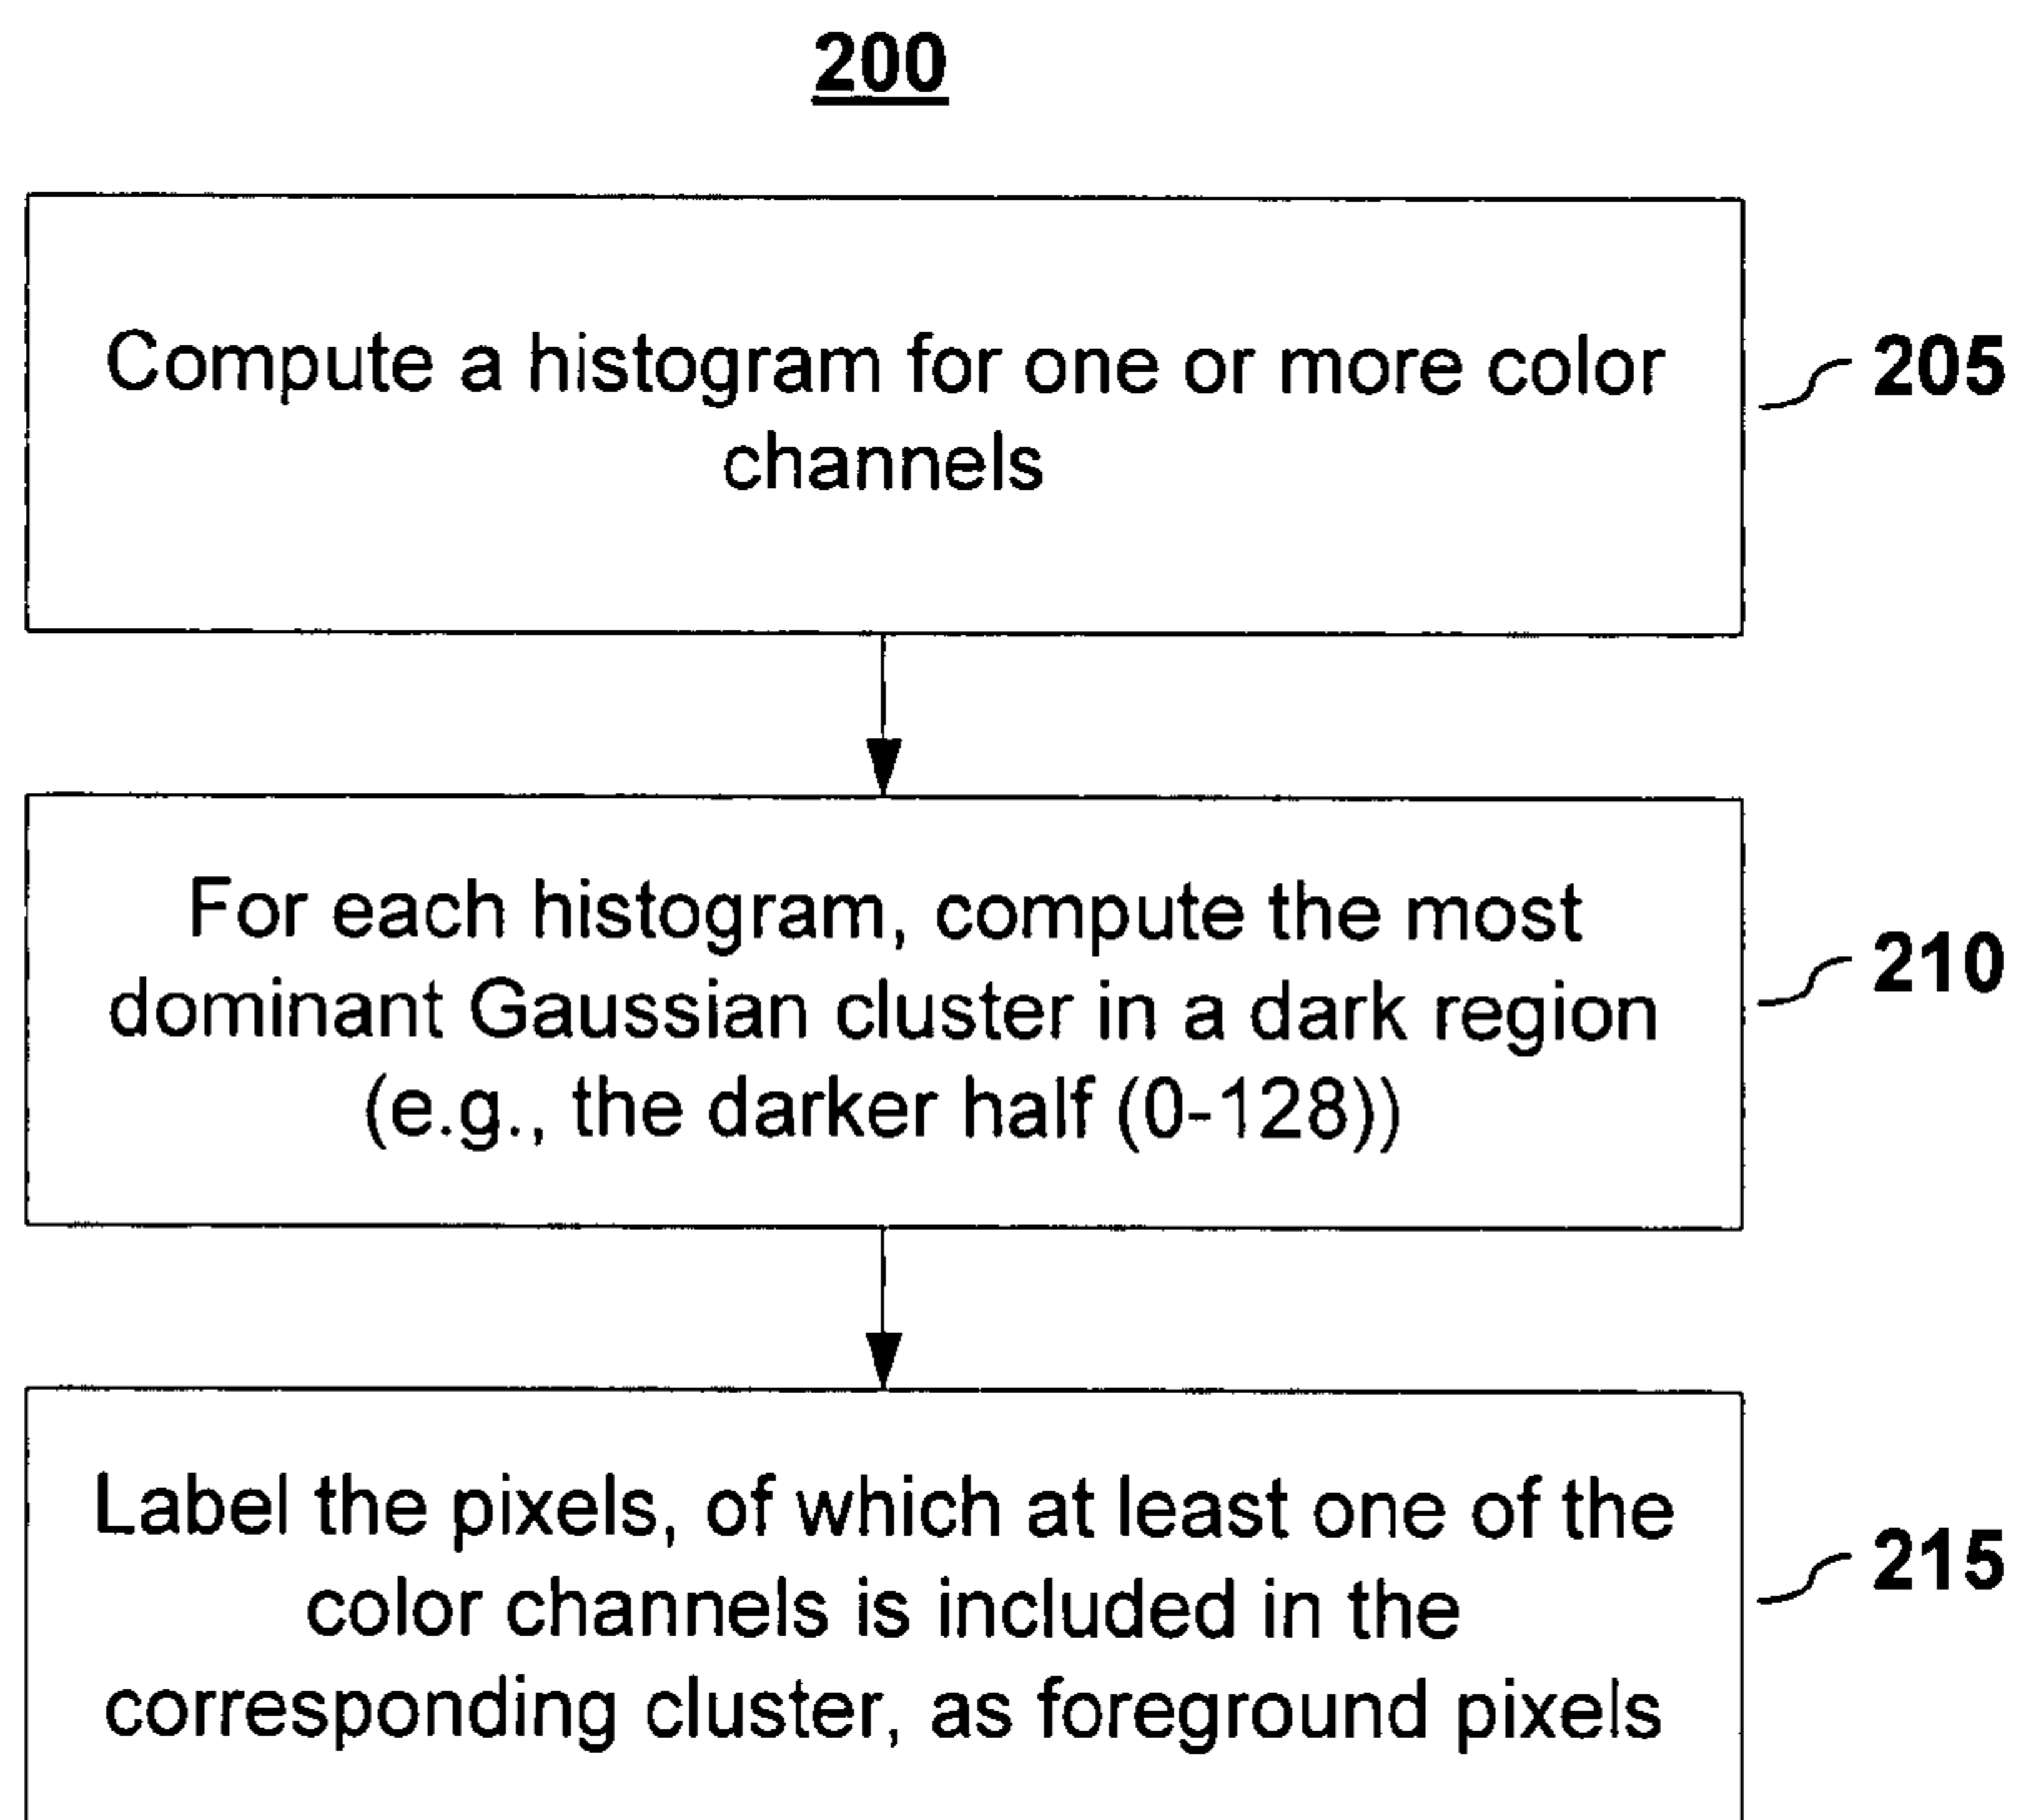 200
Compute a histogram for one or more color
channels
205
For each histogram, compute the most
dominant Gaussian cluster in a dark region
(e.g., the darker half (0-128))
210
Label the pixels, of which at least one of the
color channels is included in the
corresponding cluster, as foreground pixels
215